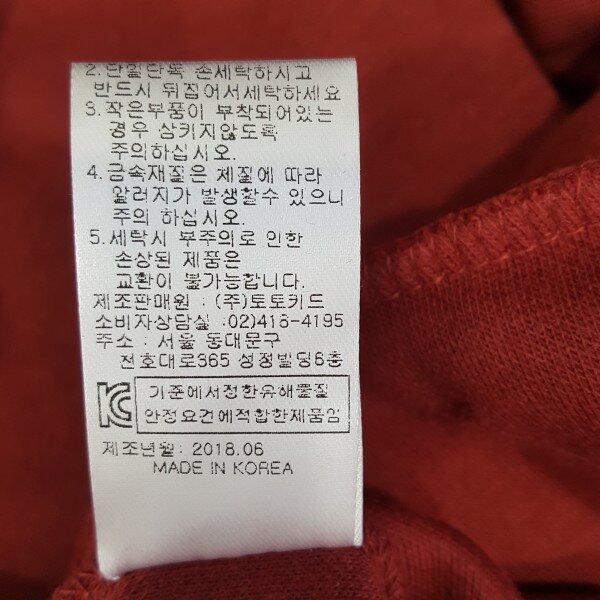 2. 단일단독 손세탁하시고
반드시 뒤집어서세탁하세요
3. 작은부품이 부착되어있는
경우 삼키지않도록
주의하십시오.
4. 금속재질은 체질에 따라
알러지가 발생할수 있으니
주의 하십시오.
5. 세탁시 부주의로 인한
손상된 제품은
교환이 불가능합니다.
제조판매원 : (주)토토키드
소비자상담실 :02)416-4195
주소 : 서울 동대문구
천호대로365 성정빌딩6층
KC
기준에서정한유해물질
안정요건에적합한제품임
제조년월: 2018.06
MADE IN KOREA